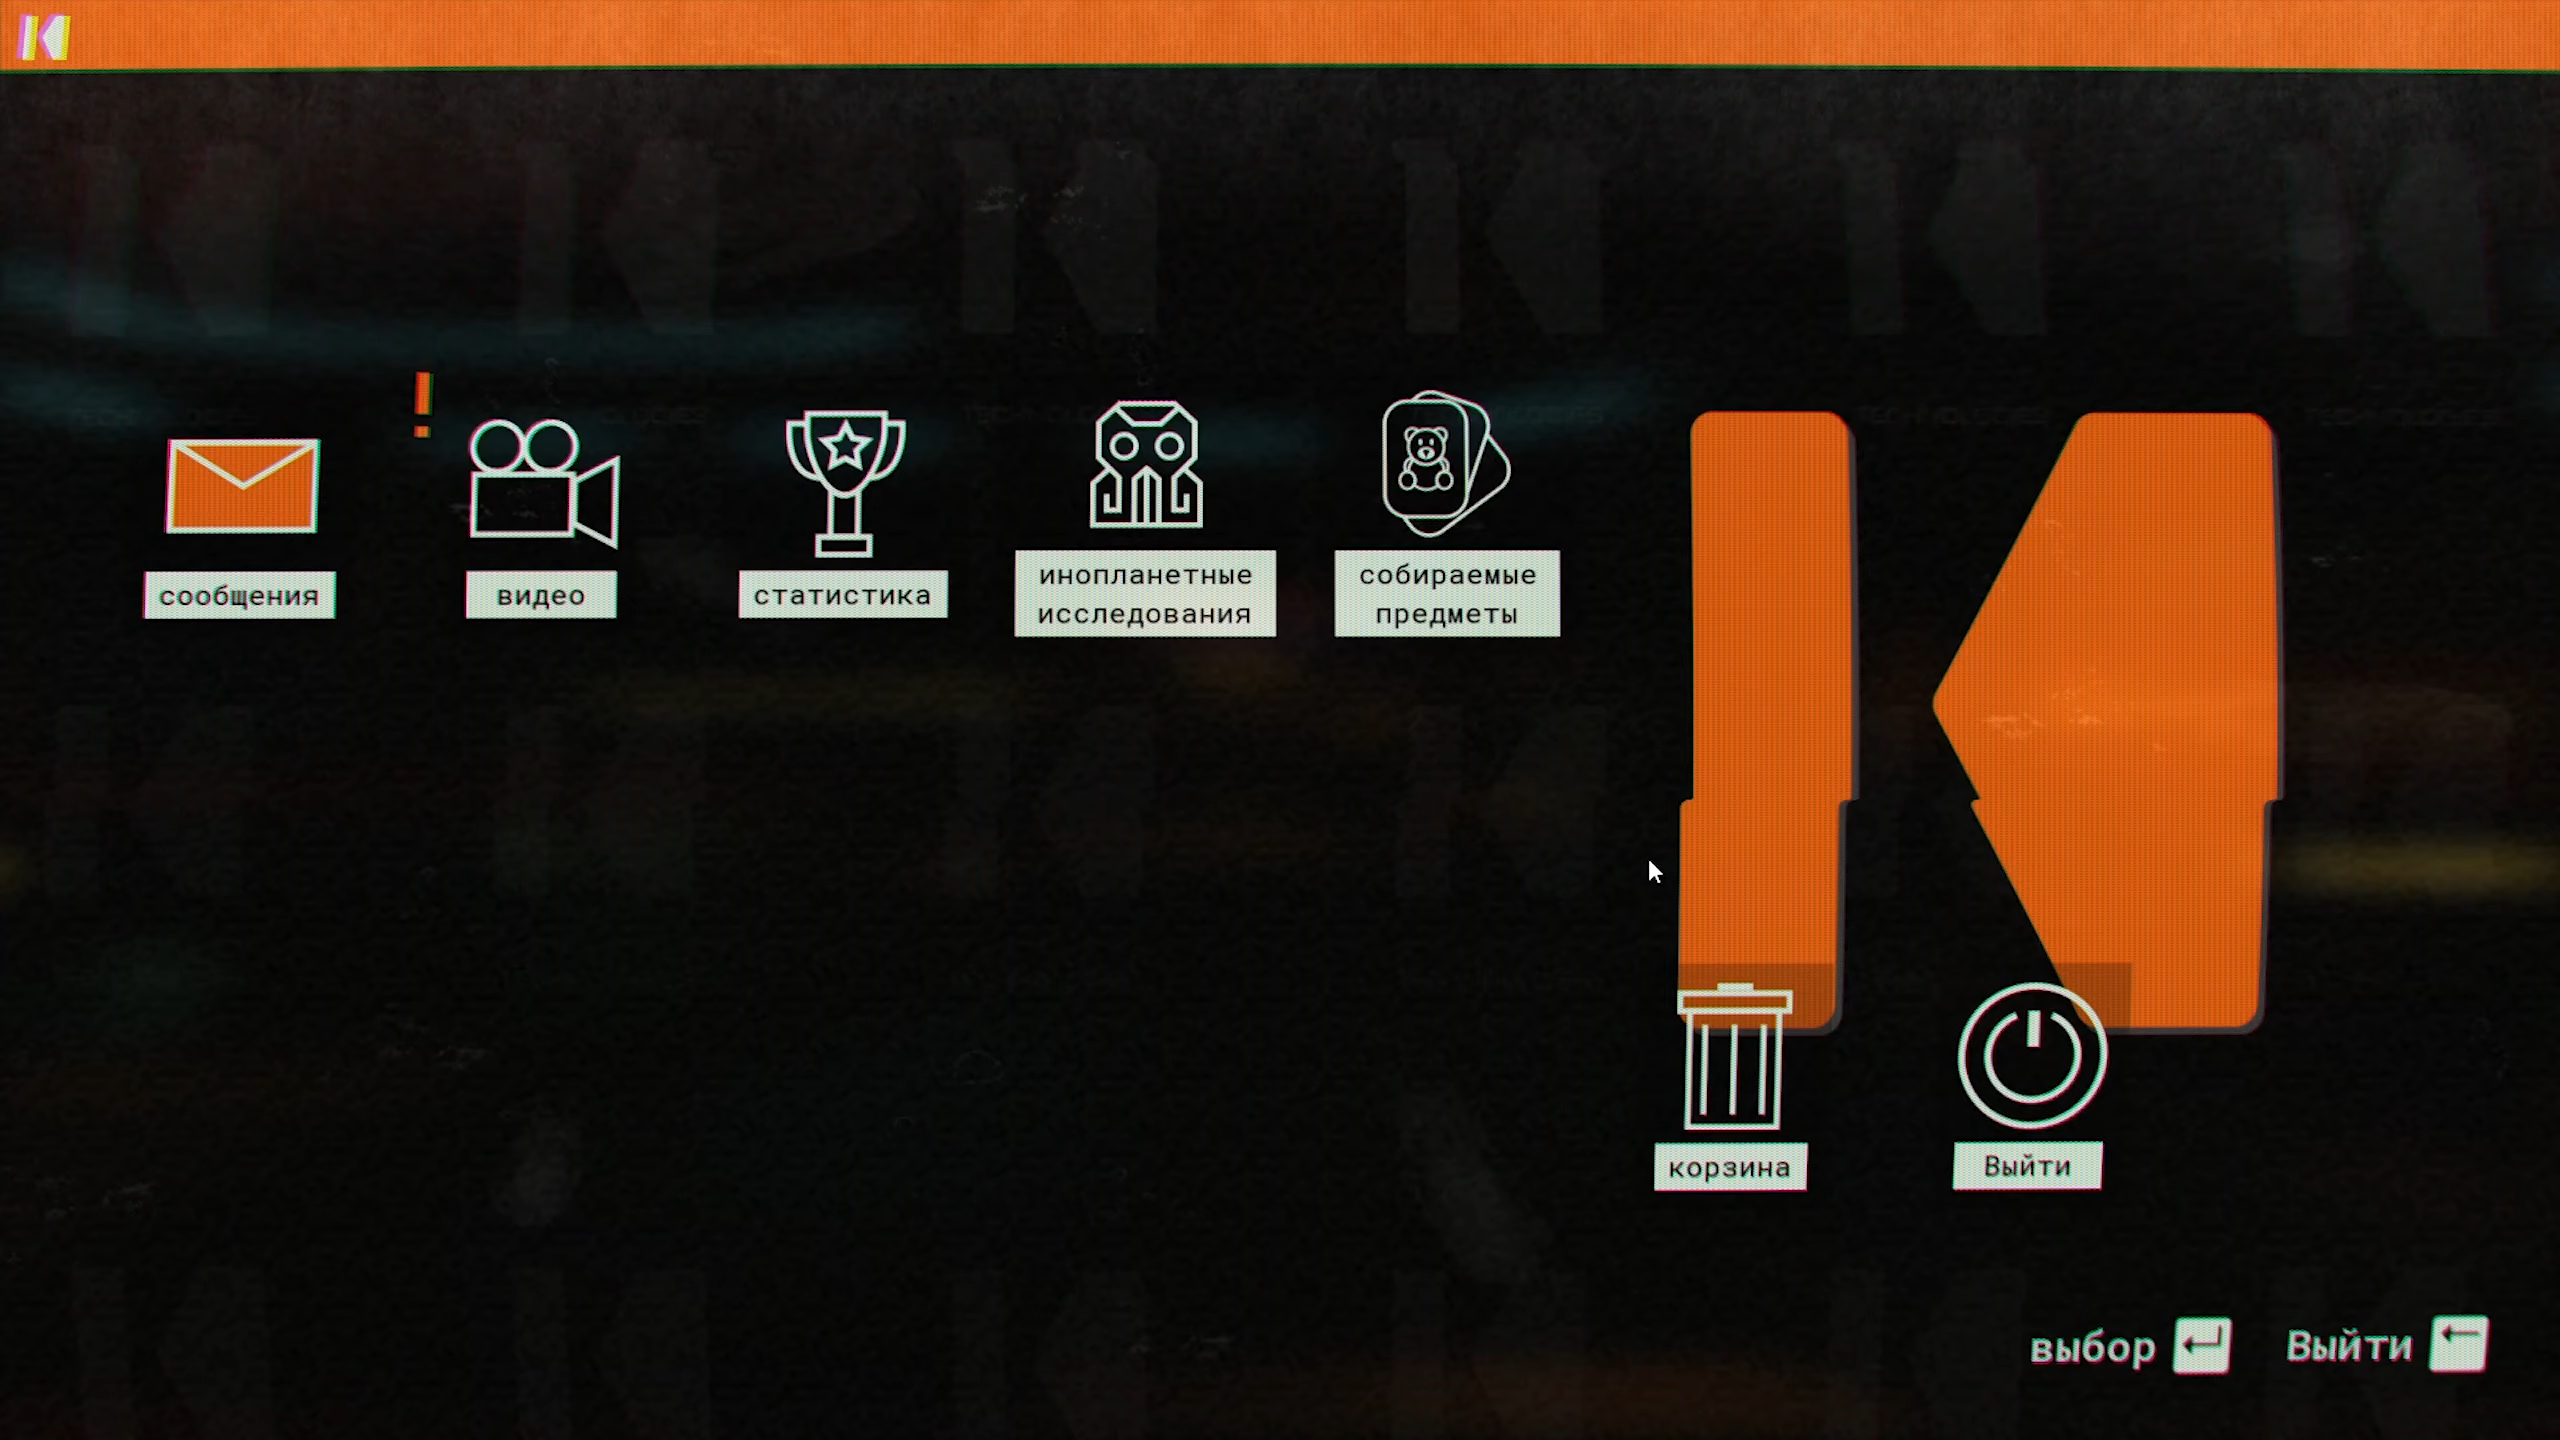 сообщения
видео
статистика
инопланетные
исследования
собираемые
предметы
корзина
Выйти
выбор
Выйти